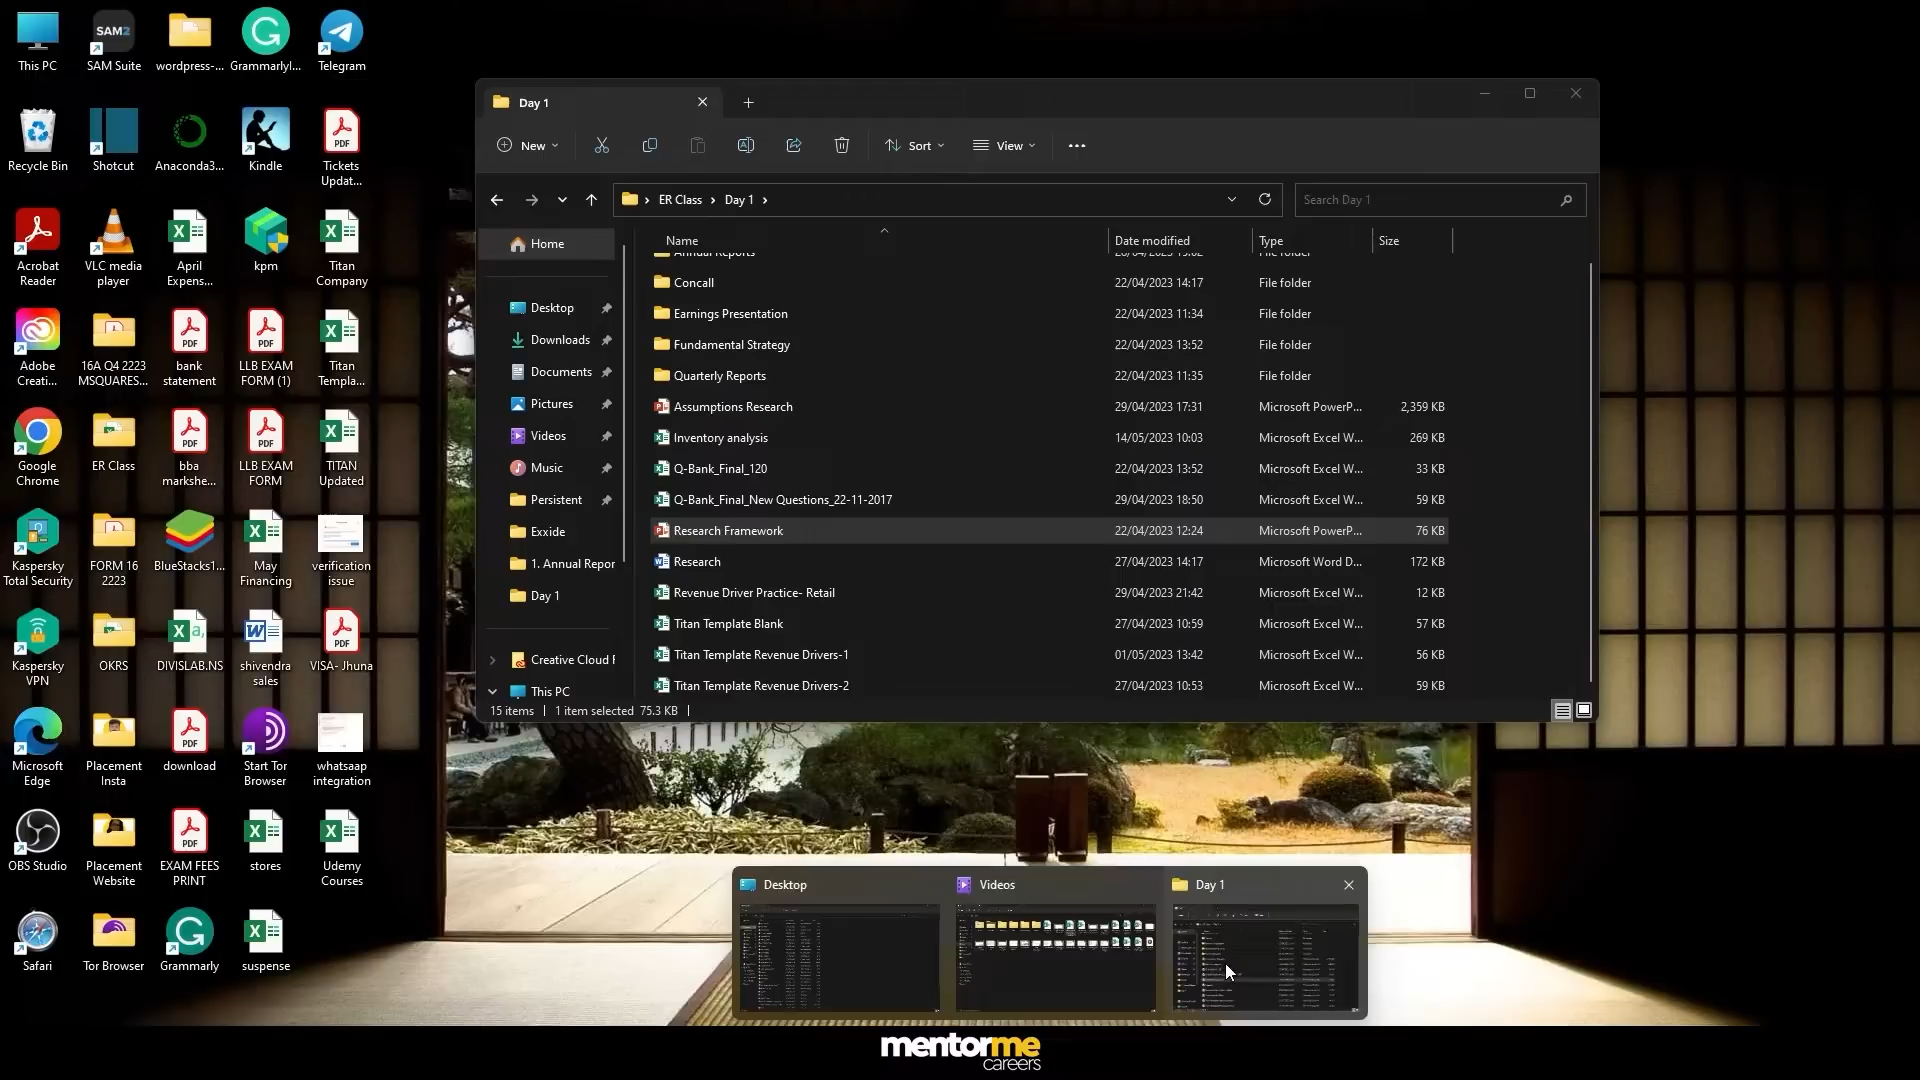 This PC
SAM2
SAM Suite
wordpress-...
Grammarlyl...
Telegram
Recycle Bin
Shotcut
Anaconda3...
Kindle
PDF
Tickets
Updat...
Acrobat
Reader
VLC media
player
April
Expens...
kpm
Titan
Company
Adobe
Creati...
16A Q4 2223
MSQUARES...
PDF
bank
statement
PDF
LLB EXAM
FORM (1)
Titan
Templa...
Google
Chrome
ER Class
PDF
bba
markshe...
PDF
LLB EXAM
FORM
TITAN
Updated
Kaspersky
Total Security
FORM 16
2223
BlueStacks1...
May
Financing
verification
issue
Kaspersky
VPN
OKRS
DIVISLAB.NS
shivendra
sales
PDF
VISA- Jhuna
Microsoft
Edge
Placement
Insta
PDF
download
Start Tor
Browser
whatsaap
integration
OBS Studio
Placement
Website
PDF
EXAM FEES
PRINT
stores
Udemy
Courses
Safari
Tor Browser
Grammarly
suspense
Day 1
New
Sort
View
ER Class
Day 1
Search Day 1
Home
Desktop
Downloads
Documents
Pictures
Videos
Music
Persistent
Exxide
1. Annual Repor
Day 1
Creative Cloud F
This PC
Name Date modified Type Size
Annual Reports File folder
Concall 22/04/2023 14:17 File folder
Earnings Presentation 22/04/2023 11:34 File folder
Fundamental Strategy 22/04/2023 13:52 File folder
Quarterly Reports 22/04/2023 11:35 File folder
Assumptions Research 29/04/2023 17:31 Microsoft PowerP... 2,359 KB
Inventory analysis 14/05/2023 10:03 Microsoft Excel W... 269 KB
Q-Bank_Final_120 22/04/2023 13:52 Microsoft Excel W... 33 KB
Q-Bank_Final_New Questions_22-11-2017 29/04/2023 18:50 Microsoft Excel W... 59 KB
Research Framework 22/04/2023 12:24 Microsoft PowerP... 76 KB
Research 27/04/2023 14:17 Microsoft Word D... 172 KB
Revenue Driver Practice- Retail 29/04/2023 21:42 Microsoft Excel W... 12 KB
Titan Template Blank 27/04/2023 10:59 Microsoft Excel W... 57 KB
Titan Template Revenue Drivers-1 01/05/2023 13:42 Microsoft Excel W... 56 KB
Titan Template Revenue Drivers-2 27/04/2023 10:53 Microsoft Excel W... 59 KB
15 items 1 item selected 75.3 KB
Desktop
Videos
Day 1
mentorme
careers